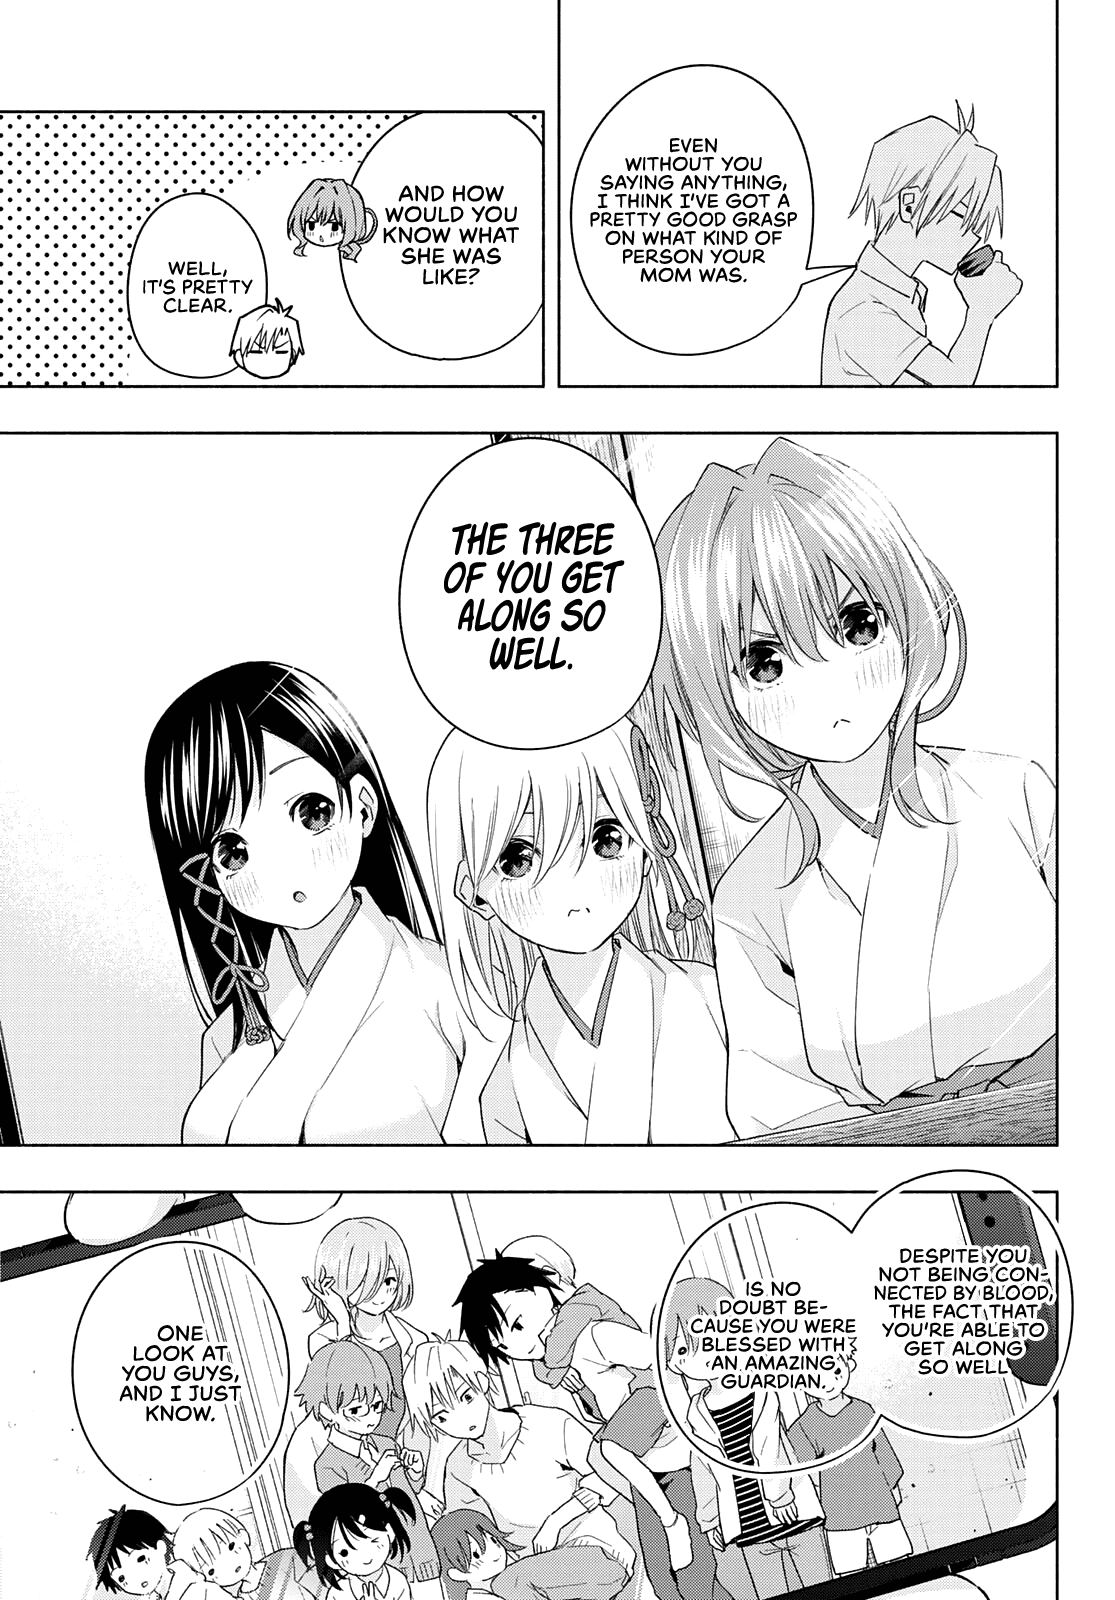 EVEN
WITHOUT YOU
SAYING ANYTHING,
I THINK I'VE GOT A
PRETTY GOOD GRASP
ON WHAT KIND OF
PERSON YOUR
MOM WAS.
AND HOW
WOULD YOU
KNOW WHAT
SHE WAS
LIKE?
WELL,
IT'S PRETTY
CLEAR.
THE THREE
OF YOU GET
ALONG SO
WELL.
DESPITE YOU
NOT BEING CON-
NECTED BY BLOOD,
THE FACT THAT
YOU'RE ABLE TO
GET ALONG
SO WELL
IS NO
DOUBT BE-
CAUSE YOU WERE
BLESSED WITH
AN AMAZING
GUARDIAN.
ONE
LOOK AT
YOU GUYS,
AND I JUST
KNOW.